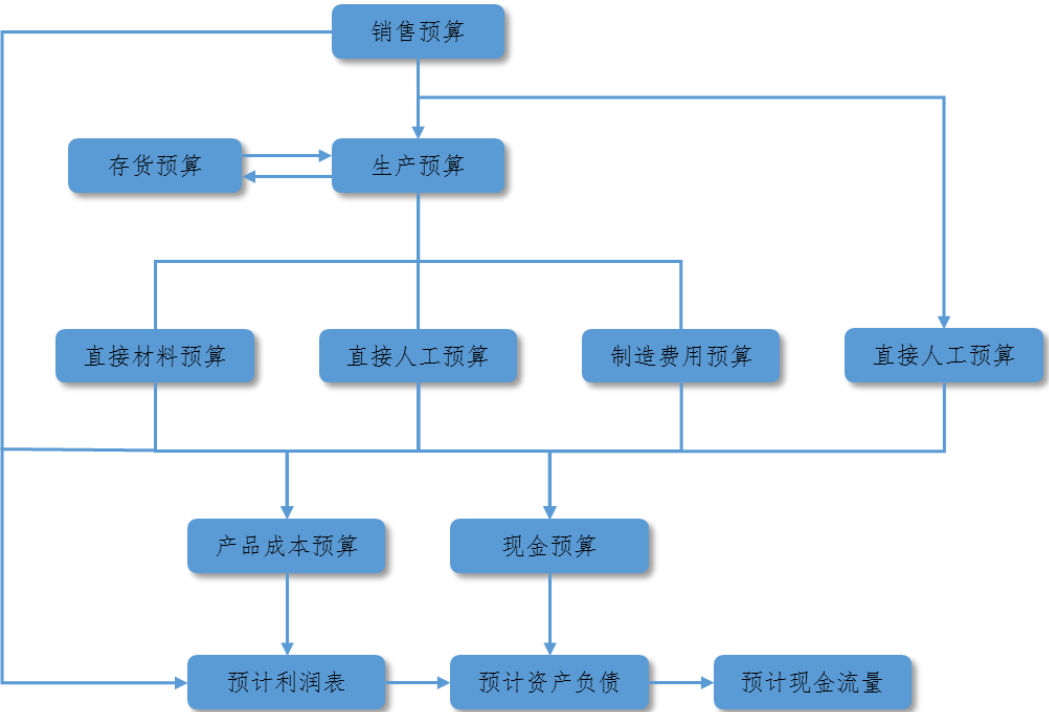 销售预算
存货预算
生产预算
直接材料预算
直接人工预算
制造费用预算
直接人工预算
产品成本预算
现金预算
预计利润表
预计资产负债
预计现金流量